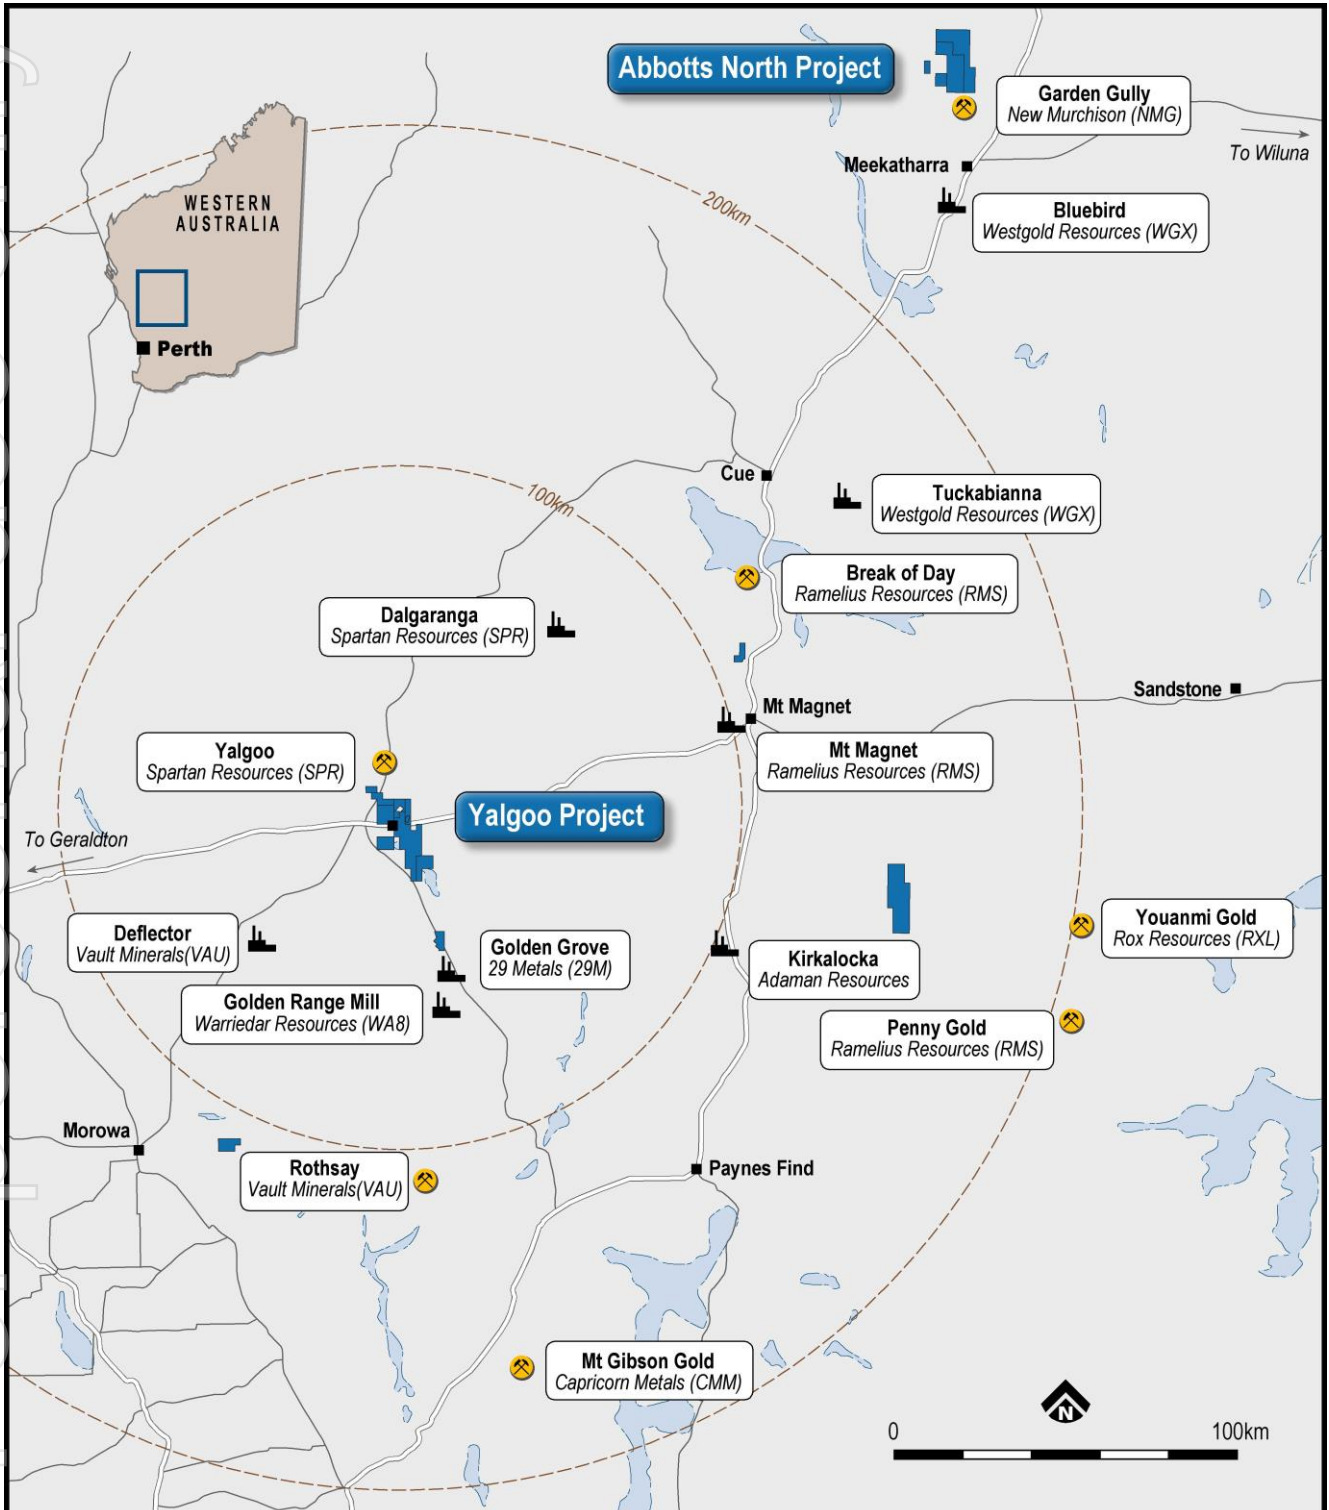 Abbotts North Project
Garden Gully
New Murchison (NMG)
To Wiluna
Meekatharra
Bluebird
Westgold Resources (WGX)
WESTERN
AUSTRALIA
Perth
200km
Cue
100km
Tuckabianna
Westgold Resources (WGX)
Break of Day
Ramelius Resources (RMS)
Dalgaranga
Spartan Resources (SPR)
Sandstone
Mt Magnet
Mt Magnet
Ramelius Resources (RMS)
Yalgoo
Spartan Resources (SPR)
Yalgoo Project
To Geraldton
Deflector
Vault Minerals(VAU)
Golden Grove
29 Metals (29M)
Kirkalocka
Adaman Resources
Youanmi Gold
Rox Resources (RXL)
Golden Range Mill
Warriedar Resources (WA8)
Penny Gold
Ramelius Resources (RMS)
Morowa
Rothsay
Vault Minerals(VAU)
Paynes Find
Mt Gibson Gold
Capricorn Metals (CMM)
N
0
100km